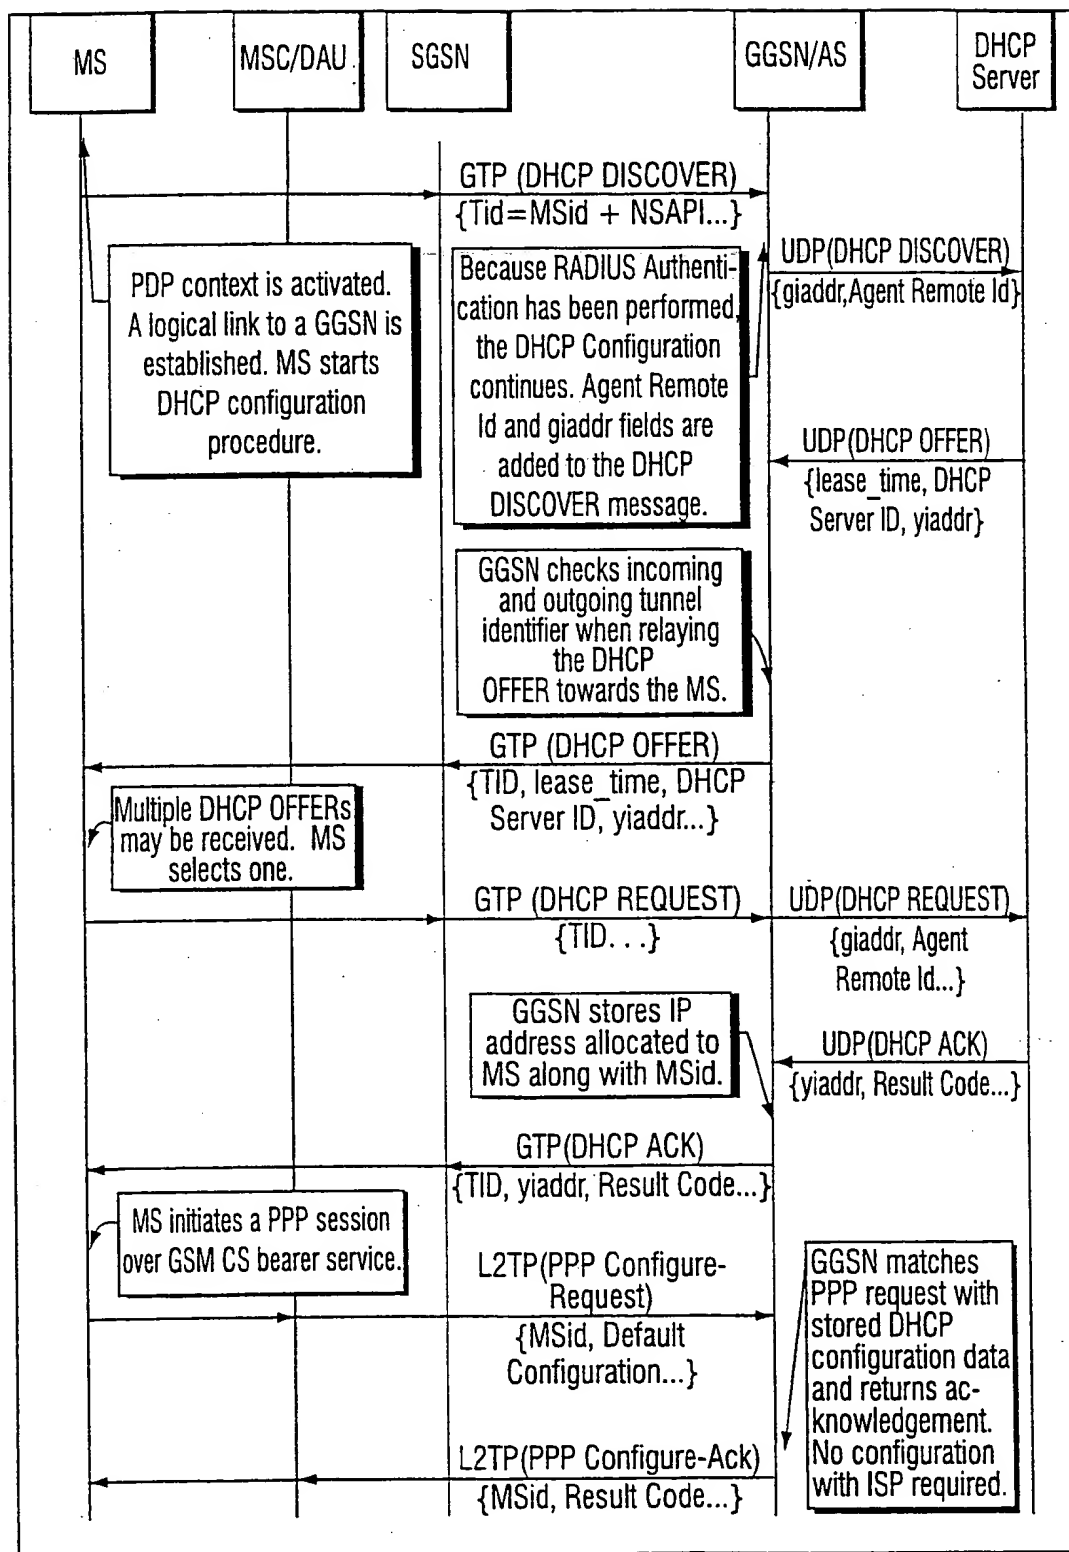 MS
MSC/DAU
SGSN
GGSN/AS
DHCP
Server
GTP (DHCP DISCOVER)
{Tid=MSid + NSAPI...}
PDP context is activated.
A logical link to a GGSN is
established. MS starts
DHCP configuration
procedure.
Because RADIUS Authenti-
cation has been performed,
the DHCP Configuration
continues. Agent Remote
Id and giaddr fields are
added to the DHCP
DISCOVER message.
UDP(DHCP DISCOVER)
{giaddr,Agent Remote Id}
UDP(DHCP OFFER)
{lease_time, DHCP
Server ID, yiaddr}
GGSN checks incoming
and outgoing tunnel
identifier when relaying
the DHCP
OFFER towards the MS.
GTP (DHCP OFFER)
{TID, lease_time, DHCP
Server ID, yiaddr...}
Multiple DHCP OFFERs
may be received. MS
selects one.
GTP (DHCP REQUEST)
{TID. . .}
UDP(DHCP REQUEST)
{giaddr, Agent
Remote Id...}
GGSN stores IP
address allocated to
MS along with MSid.
UDP(DHCP ACK)
{yiaddr, Result Code...}
GTP(DHCP ACK)
{TID, yiaddr, Result Code...}
MS initiates a PPP session
over GSM CS bearer service.
L2TP(PPP Configure-
Request)
{MSid, Default
Configuration...}
GGSN matches
PPP request with
stored DHCP
configuration data
and returns ac-
knowledgement.
No configuration
with ISP required.
L2TP(PPP Configure-Ack)
{MSid, Result Code...}